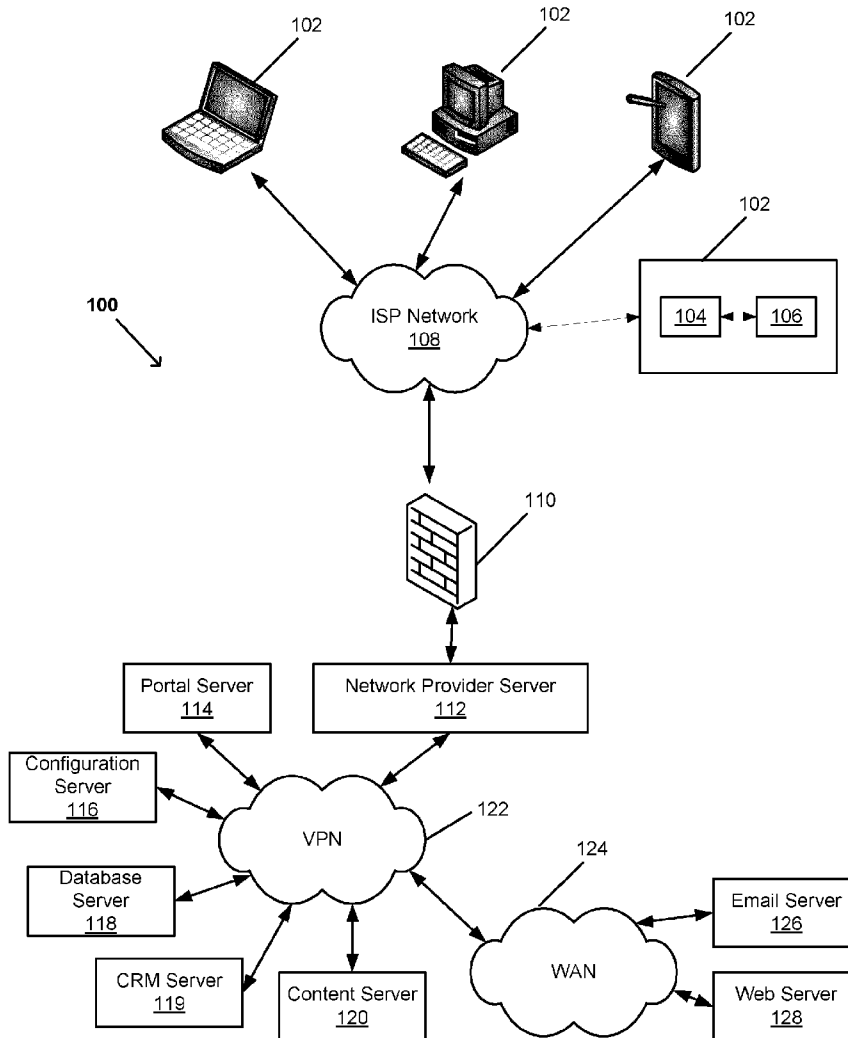 102
102
102
102
ISP Network
108
104
106
100
110
Portal Server
114
Network Provider Server
112
Configuration
Server
116
VPN
122
124
Database
Server
118
Email Server
126
CRM Server
119
Content Server
120
WAN
Web Server
128